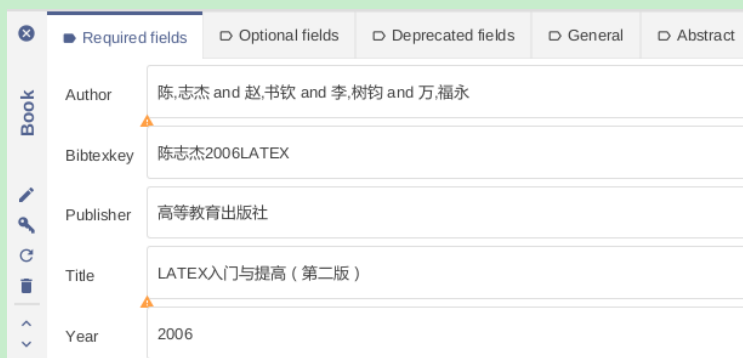 Required fields Optional fields Deprecated fields General Abstract
Book
Author 陈,志杰 and 赵,书钦 and 李,树钧 and 万,福永
Bibtexkey 陈志杰2006LATEX
Publisher 高等教育出版社
Title LATEX入门与提高（第二版）
Year 2006